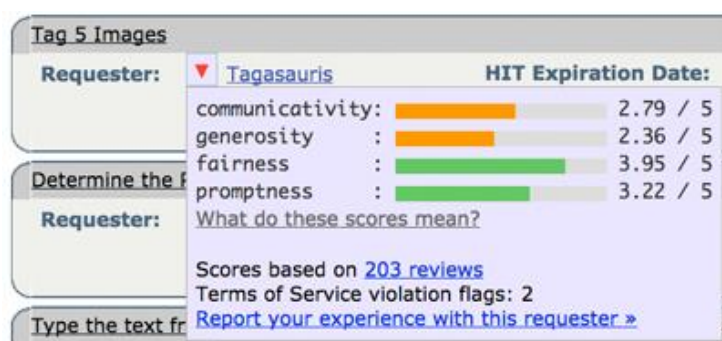 Tag 5 Images
Requester: ▼ Tagasauris HIT Expiration Date:
communicativity: 2.79 / 5
generosity : 2.36 / 5
fairness : 3.95 / 5
promptness : 3.22 / 5
What do these scores mean?
Determine the
Requester:
Scores based on 203 reviews
Terms of Service violation flags: 2
Report your experience with this requester »
Type the text fr